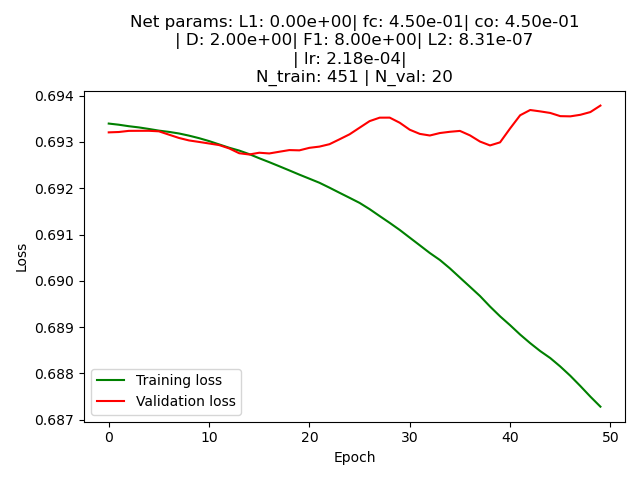 Net params: L1: 0.00e+00| fc: 4.50e-01| co: 4.50e-01
| D: 2.00e+00| F1: 8.00e+00| L2: 8.31e-07
| lr: 2.18e-04|
N_train: 451 | N_val: 20
0.694
0.693
0.692
0.691
0.690
0.689
0.688
0.687
Loss
Training loss
Validation loss
0 10 20 30 40 50
Epoch